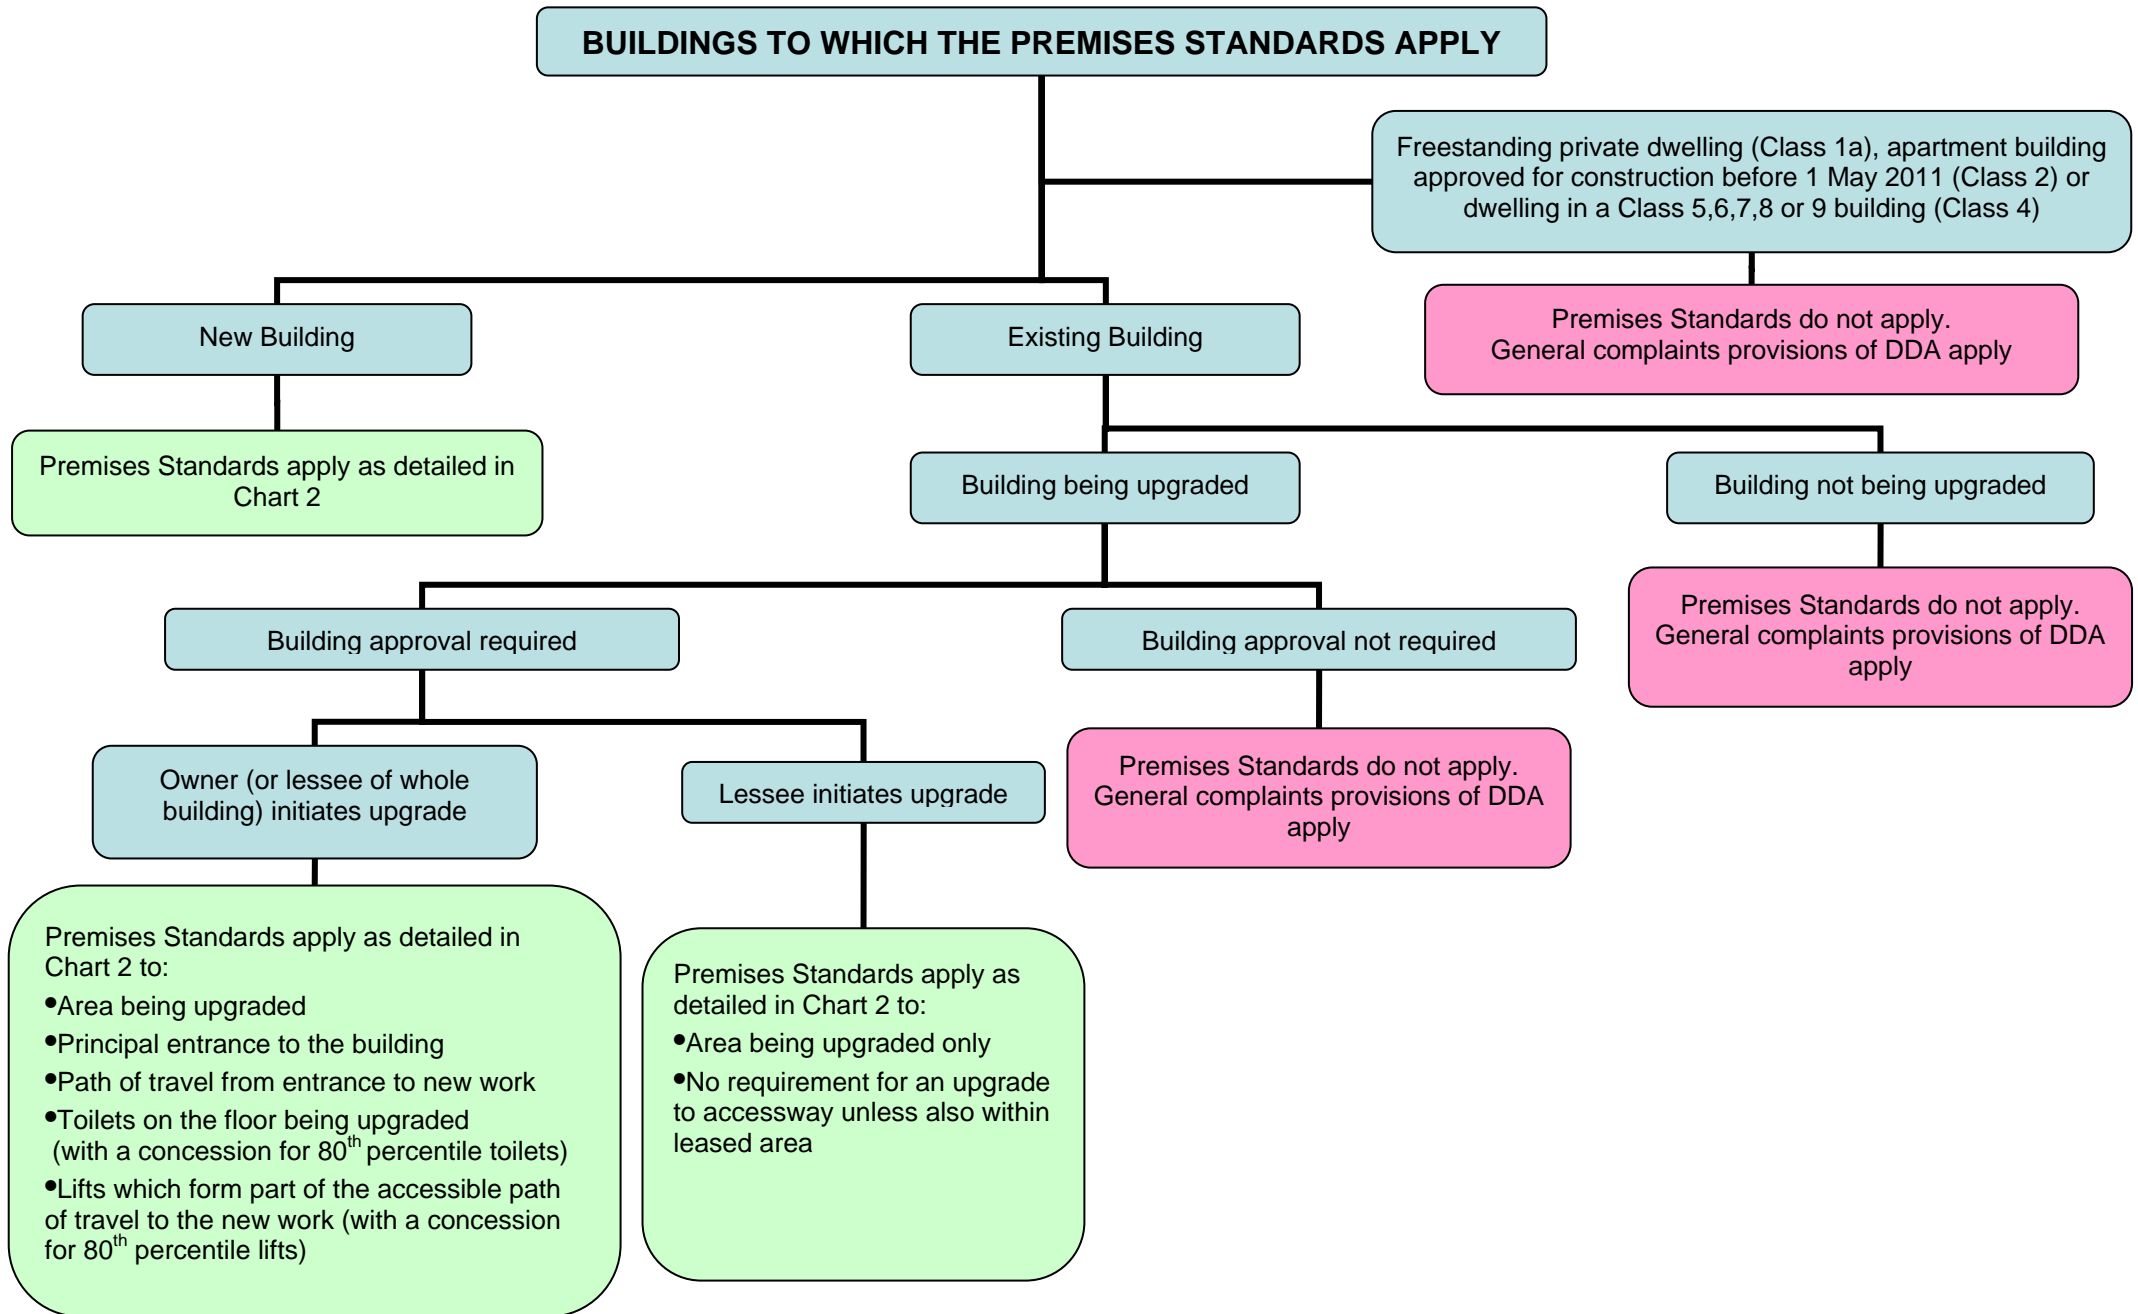 BUILDINGS TO WHICH THE PREMISES STANDARDS APPLY
Freestanding private dwelling (Class 1a), apartment building
approved for construction before 1 May 2011 (Class 2) or
dwelling in a Class 5,6,7,8 or 9 building (Class 4)
Premises Standards do not apply.
General complaints provisions of DDA apply
New Building
Existing Building
Premises Standards apply as detailed in
Chart 2
Building being upgraded
Building not being upgraded
Premises Standards do not apply.
General complaints provisions of DDA
apply
Building approval required
Building approval not required
Premises Standards do not apply.
General complaints provisions of DDA
apply
Owner (or lessee of whole
building) initiates upgrade
Lessee initiates upgrade
Premises Standards apply as detailed in
Chart 2 to:
•Area being upgraded
•Principal entrance to the building
•Path of travel from entrance to new work
•Toilets on the floor being upgraded
(with a concession for 80th percentile toilets)
•Lifts which form part of the accessible path
of travel to the new work (with a concession
for 80th percentile lifts)
Premises Standards apply as
detailed in Chart 2 to:
•Area being upgraded only
•No requirement for an upgrade
to accessway unless also within
leased area